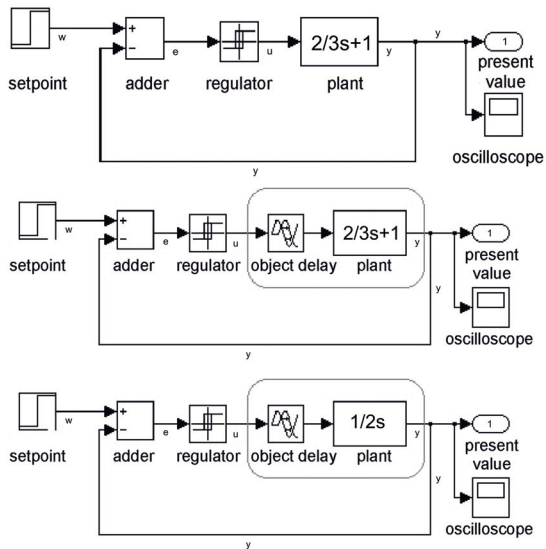 +
−
w
e
u
2/3s+1
y
y
1
setpoint
adder
regulator
plant
present
value
oscilloscope
y
+
−
w
e
u
2/3s+1
y
1
setpoint
adder
regulator
object delay
plant
present
value
y
oscilloscope
y
+
−
w
e
u
1/2s
y
1
setpoint
adder
regulator
object delay
plant
present
value
y
oscilloscope
y